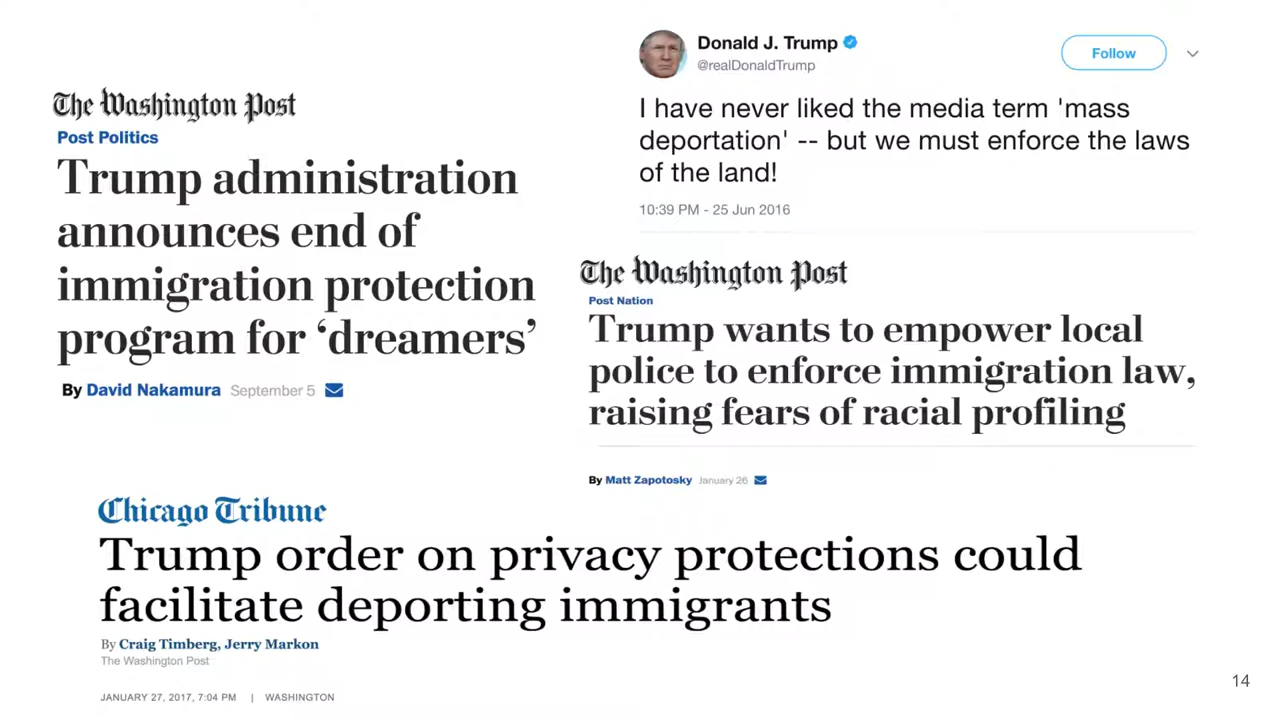 The Washington Post
Post Politics
Trump administration
announces end of
immigration protection
program for ‘dreamers’
By David Nakamura September 5
Donald J. Trump
@realDonaldTrump
Follow
I have never liked the media term 'mass
deportation' -- but we must enforce the laws
of the land!
10:39 PM - 25 Jun 2016
The Washington Post
Post Nation
Trump wants to empower local
police to enforce immigration law,
raising fears of racial profiling
By Matt Zapotosky January 26
Chicago Tribune
Trump order on privacy protections could
facilitate deporting immigrants
By Craig Timberg, Jerry Markon
The Washington Post
JANUARY 27, 2017, 7:04 PM | WASHINGTON
14